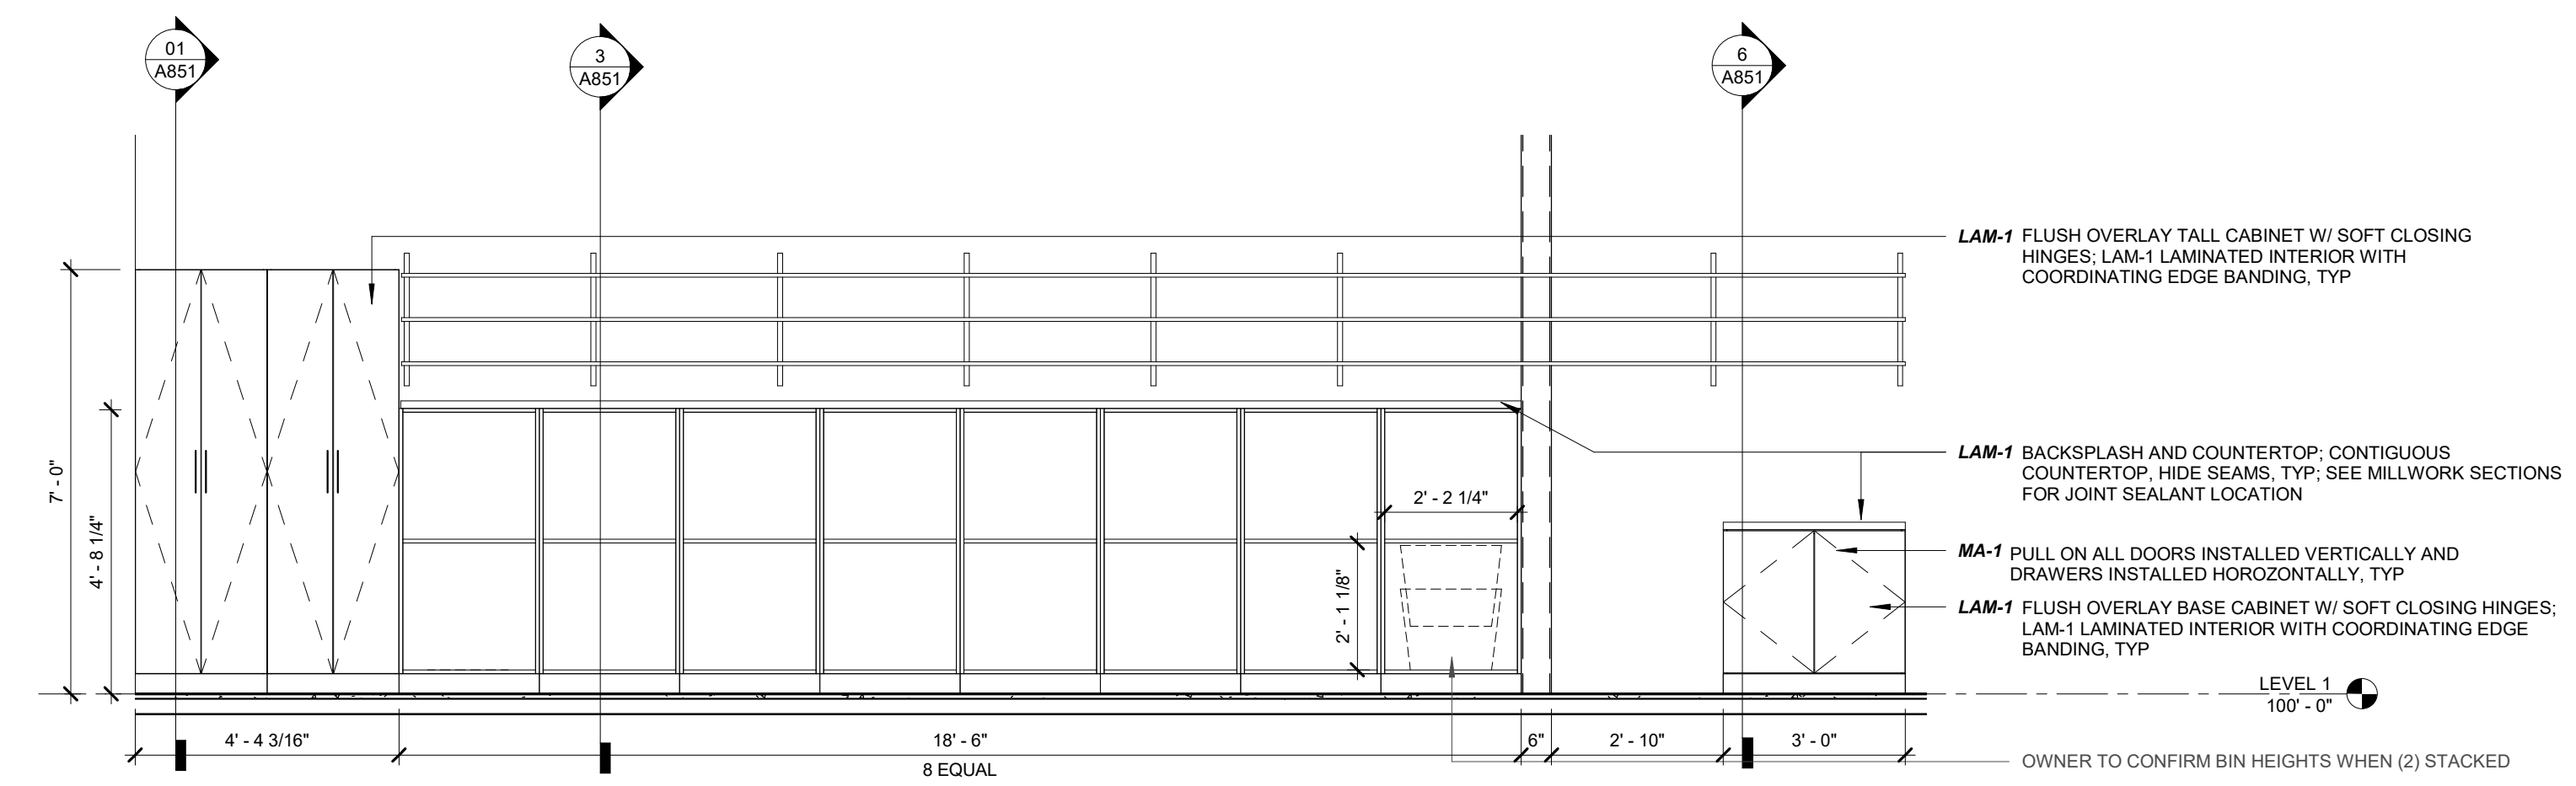 01
A851
3
A851
6
A851
LAM-1 FLUSH OVERLAY TALL CABINET W/ SOFT CLOSING
HINGES; LAM-1 LAMINATED INTERIOR WITH
COORDINATING EDGE BANDING, TYP
LAM-1 BACKSPLASH AND COUNTERTOP; CONTIGUOUS
COUNTERTOP, HIDE SEAMS, TYP; SEE MILLWORK SECTIONS
FOR JOINT SEALANT LOCATION
7' - 0"
4' - 8 1/4"
2' - 2 1/4"
2' - 1 1/8"
MA-1 PULL ON ALL DOORS INSTALLED VERTICALLY AND
DRAWERS INSTALLED HOROZONTALLY, TYP
LAM-1 FLUSH OVERLAY BASE CABINET W/ SOFT CLOSING HINGES;
LAM-1 LAMINATED INTERIOR WITH COORDINATING EDGE
BANDING, TYP
LEVEL 1
100' - 0"
4' - 4 3/16"
18' - 6"
8 EQUAL
6"
2' - 10"
3' - 0"
OWNER TO CONFIRM BIN HEIGHTS WHEN (2) STACKED